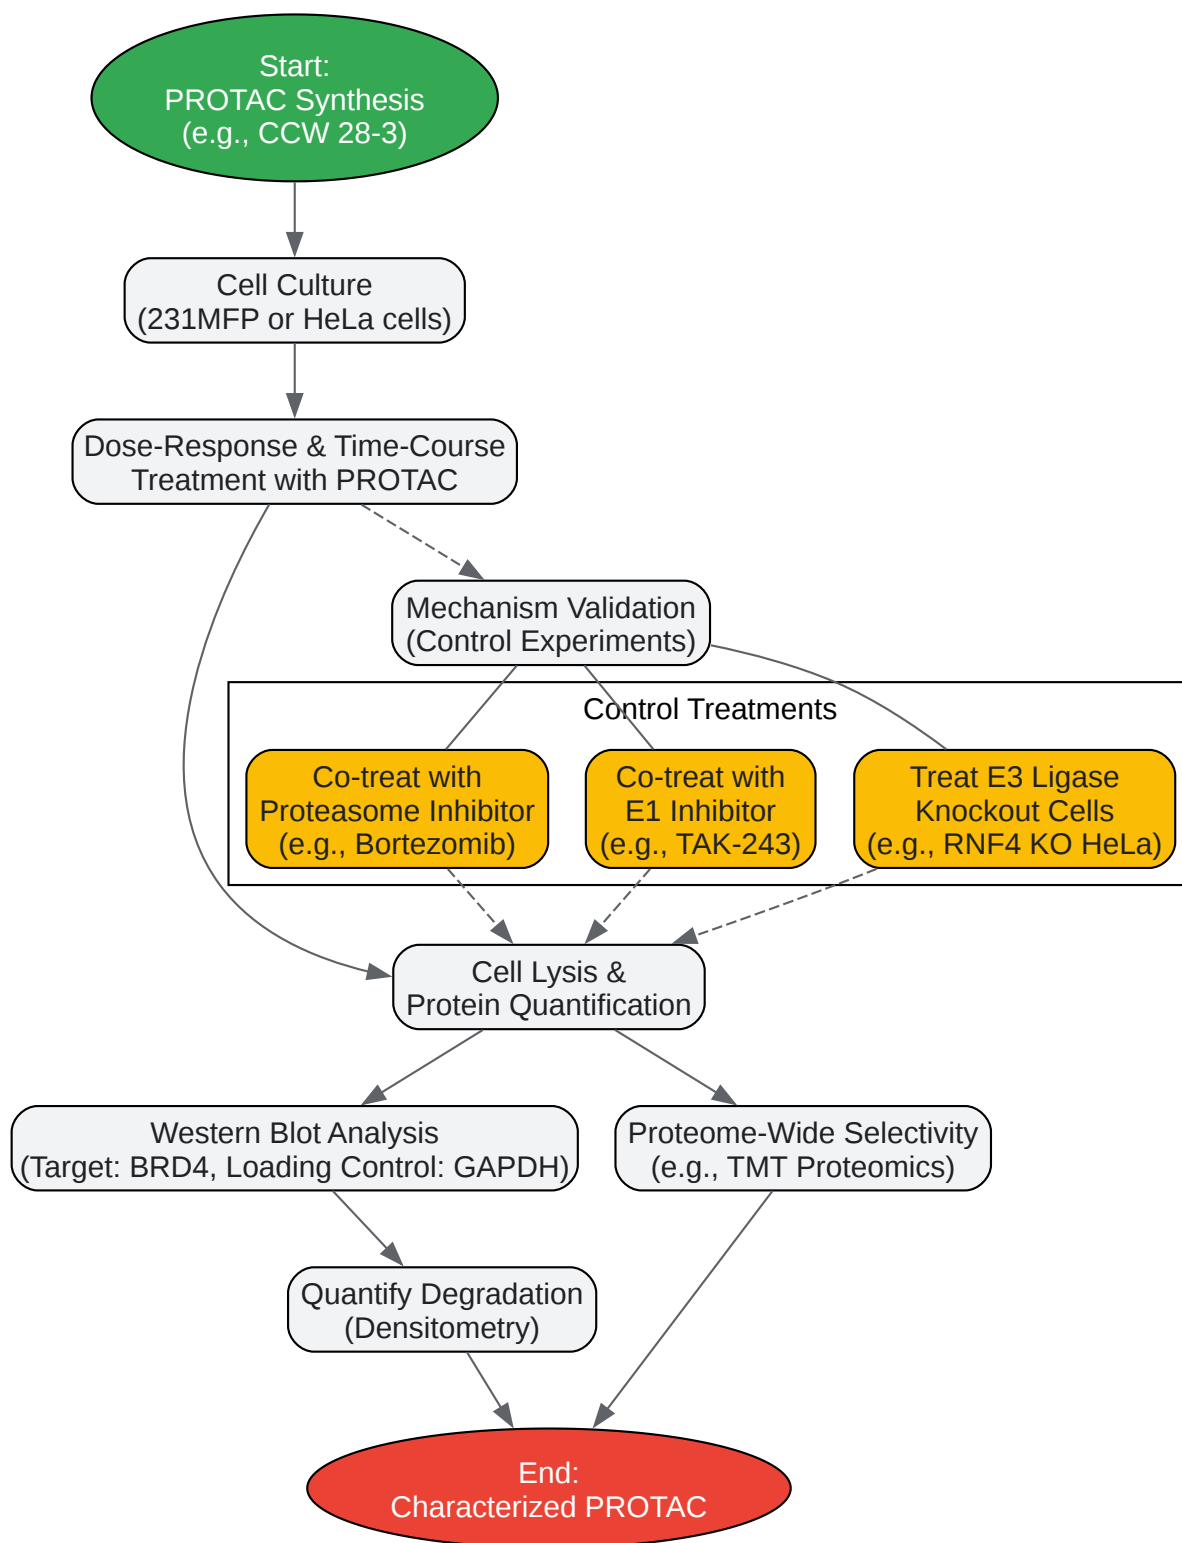 Start:
PROTAC Synthesis
(e.g., CCW 28-3)
Cell Culture
(231MFP or HeLa cells)
Dose-Response & Time-Course
Treatment with PROTAC
Mechanism Validation
(Control Experiments)
Control Treatments
Co-treat with
Proteasome Inhibitor
(e.g., Bortezomib)
Co-treat with
E1 Inhibitor
(e.g., TAK-243)
Treat E3 Ligase
Knockout Cells
(e.g., RNF4 KO HeLa)
Cell Lysis &
Protein Quantification
Western Blot Analysis
(Target: BRD4, Loading Control: GAPDH)
Proteome-Wide Selectivity
(e.g., TMT Proteomics)
Quantify Degradation
(Densitometry)
End:
Characterized PROTAC